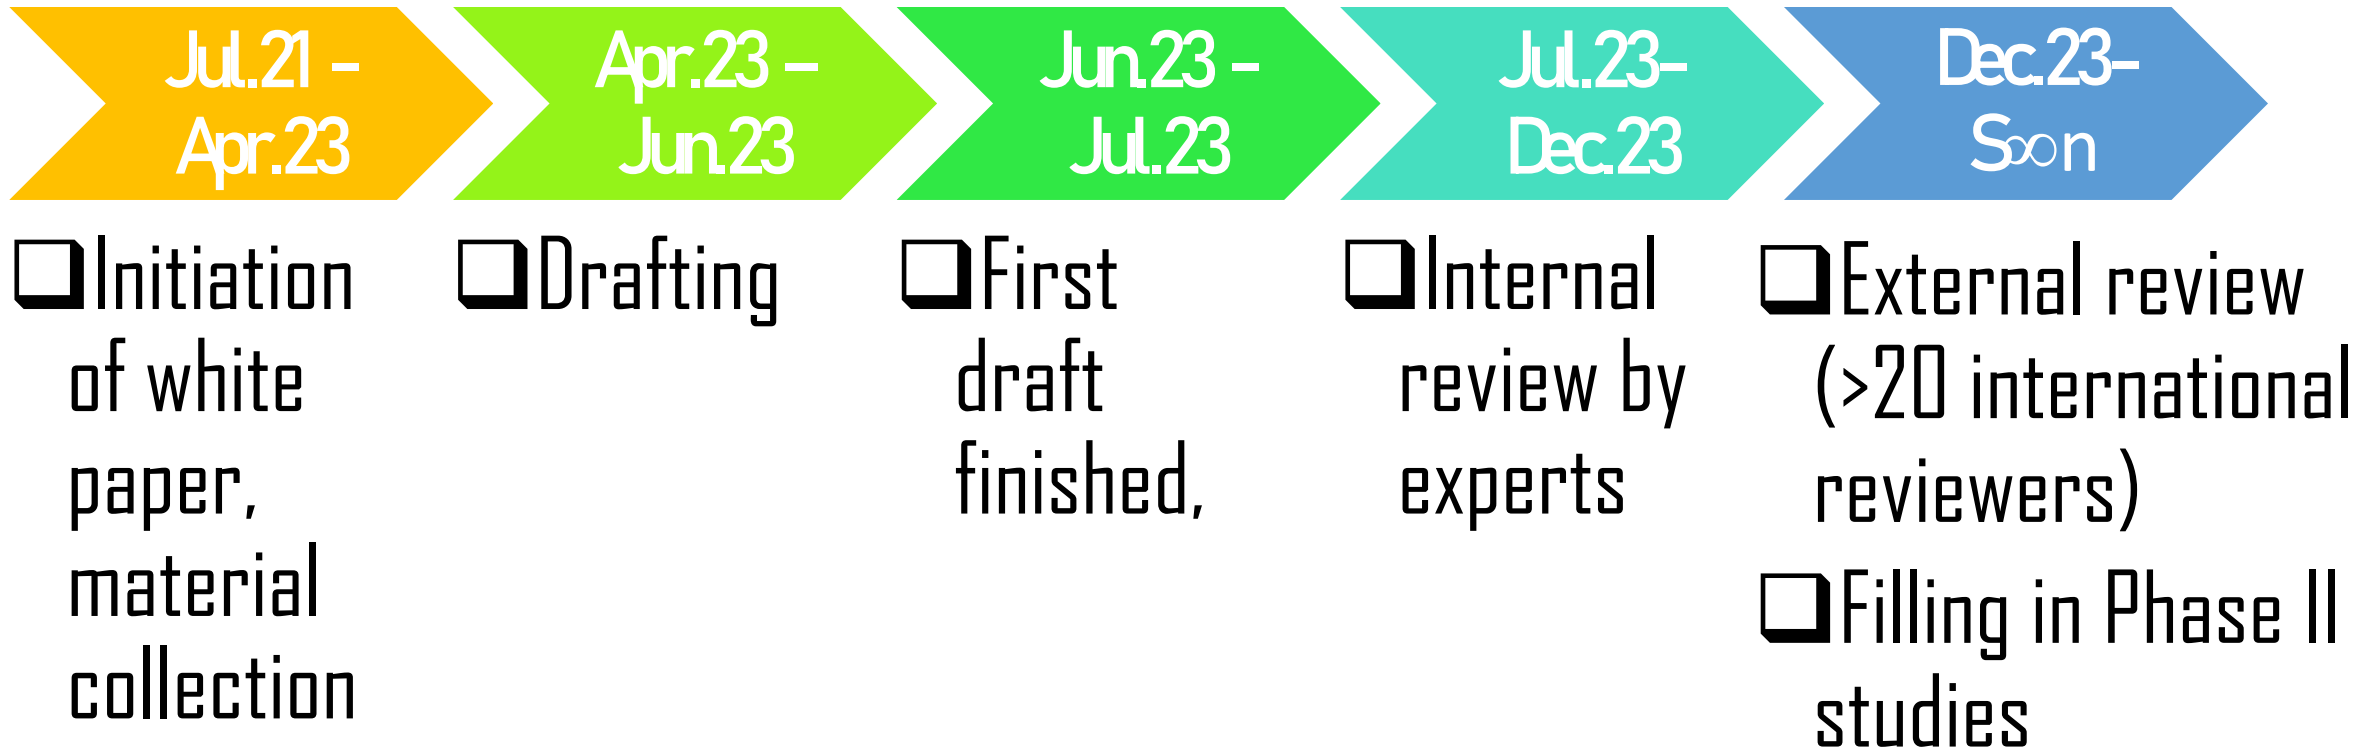 Jul.21 –
Apr.23
❑Initiation
of white
paper,
material
collection
Apr.23 –
Jun.23
❑Drafting
Jun.23 –
Jul.23
❑First
draft
finished,
Jul.23–
Dec.23
❑Internal
review by
experts
Dec.23–
S∞n
❑External review
(>20 international
reviewers)
❑Filling in Phase II
studies